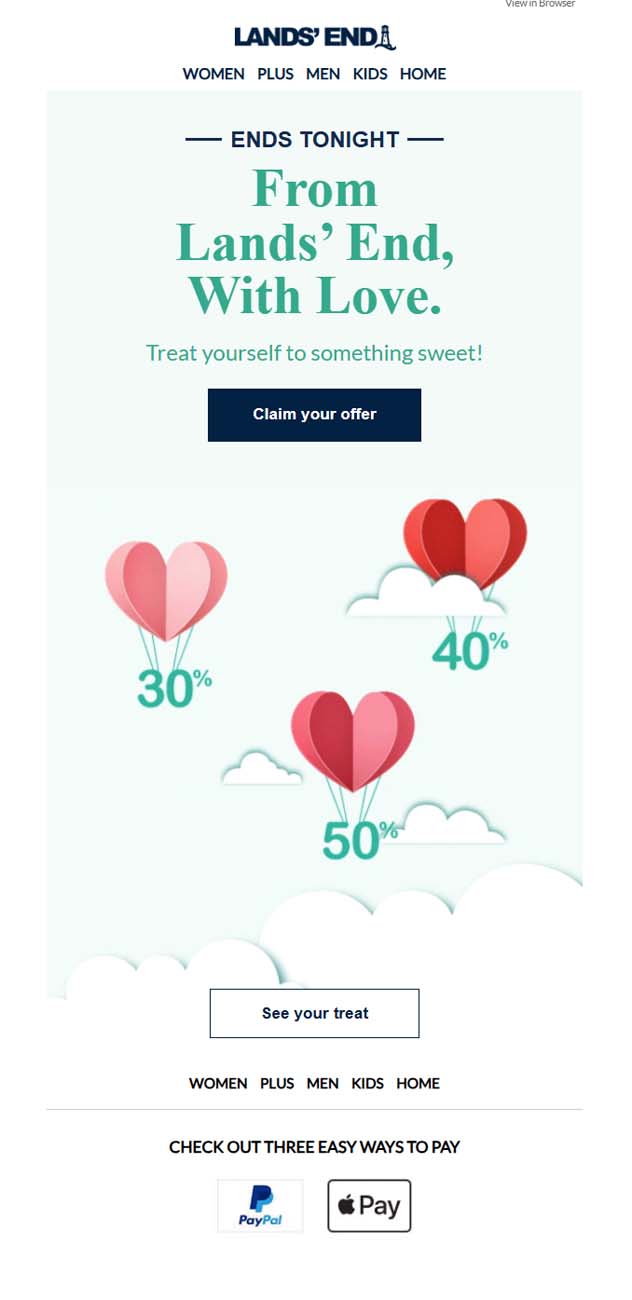 View in Browser
LANDS' END
WOMEN PLUS MEN KIDS HOME
ENDS TONIGHT
From
Lands’ End,
With Love.
Treat yourself to something sweet!
Claim your offer
40%
30%
50%
See your treat
WOMEN PLUS MEN KIDS HOME
CHECK OUT THREE EASY WAYS TO PAY
PayPal Pay